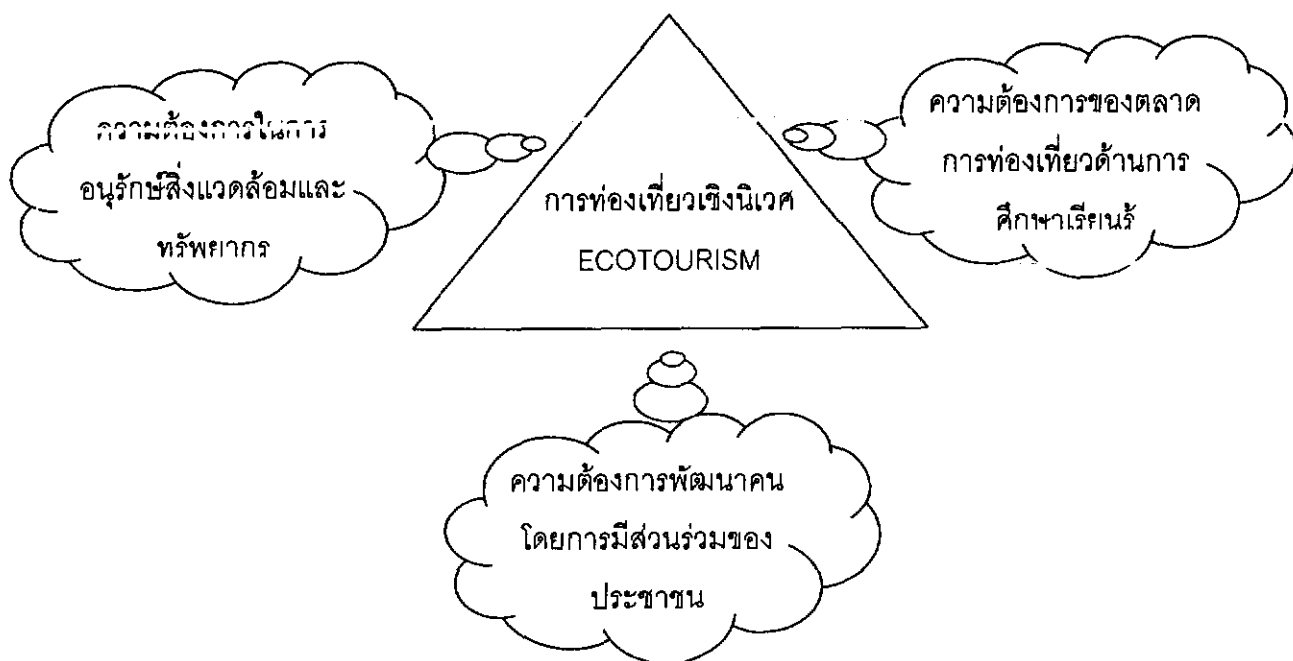 ความต้องการในการ
อนุรักษ์สิ่งแวดล้อมและ
ทรัพยากร
ความต้องการของตลาด
การท่องเที่ยวด้านการ
ศึกษาเรียนรู้
การท่องเที่ยวเชิงนิเวศ
ECOTOURISM
ความต้องการพัฒนาคน
โดยการมีส่วนร่วมของ
ประชาชน